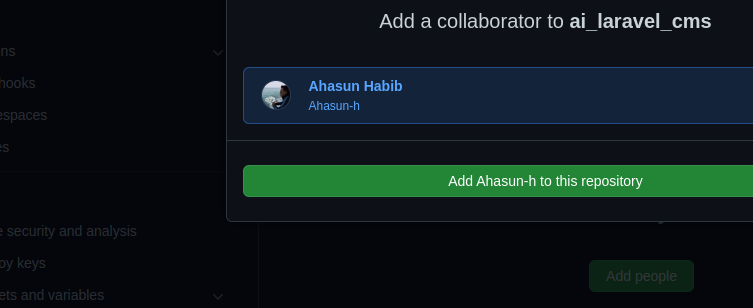 Add a collaborator to ai_laravel_cms
ns
hooks
Ahasun Habib
Ahasun-h
espaces
es
Add Ahasun-h to this repository
e security and analysis
oy keys
Add people
ets and variables